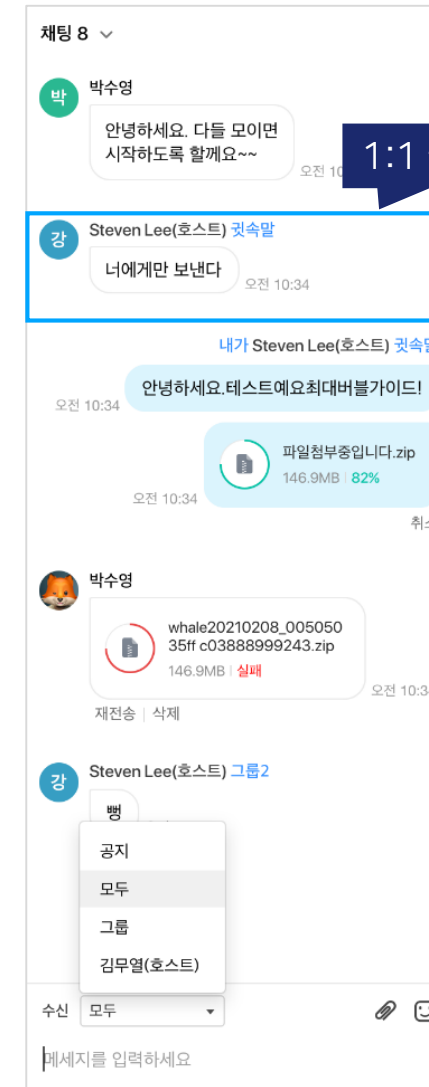 채팅 8
박
박수영
안녕하세요. 다들 모이면
시작하도록 할께요~~
오전 10
1:1
강
Steven Lee(호스트) 귓속말
너에게만 보낸다
오전 10:34
내가 Steven Lee(호스트) 귓속말
안녕하세요.테스트예요최대버블가이드!
오전 10:34
파일첨부중입니다.zip
146.9MB | 82%
오전 10:34
박수영
whale20210208_005050
35ff c03888999243.zip
146.9MB | 실패
오전 10:34
재전송 | 삭제
강
Steven Lee(호스트) 그룹2
뻥
공지
모두
그룹
김무열(호스트)
수신 모두
메세지를 입력하세요